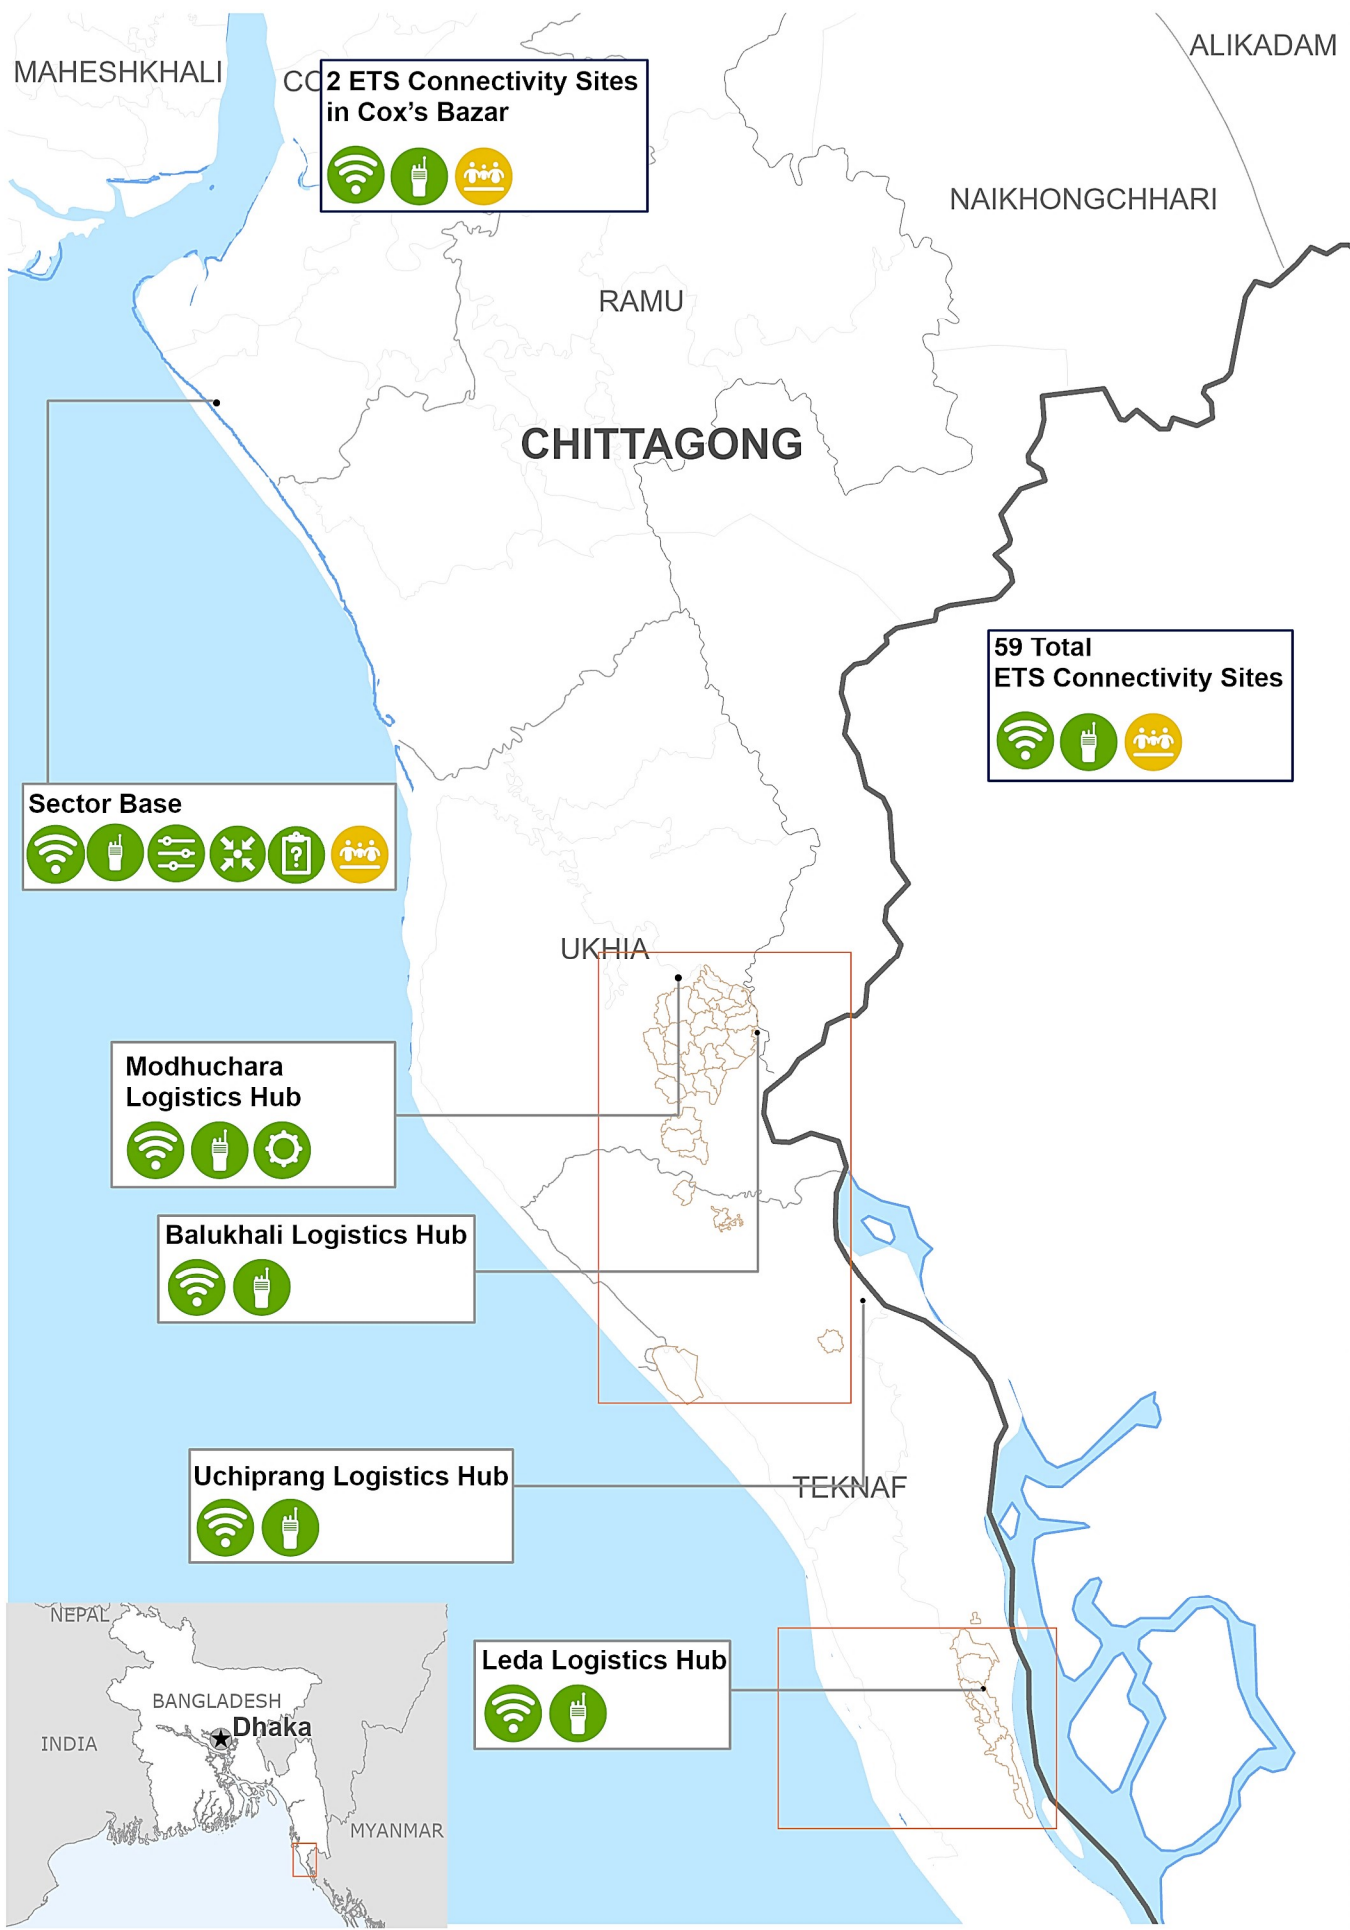 MAHESHKHALI
ALIKADAM
CO
2 ETS Connectivity Sites
in Cox's Bazar
NAIKHONGCHHARI
RAMU
CHITTAGONG
59 Total
ETS Connectivity Sites
Sector Base
?
UKHIA
Modhuchara
Logistics Hub
Balukhali Logistics Hub
Uchiprang Logistics Hub
TEKNAF
Leda Logistics Hub
NEPAL
BANGLADESH
Dhaka
INDIA
MYANMAR